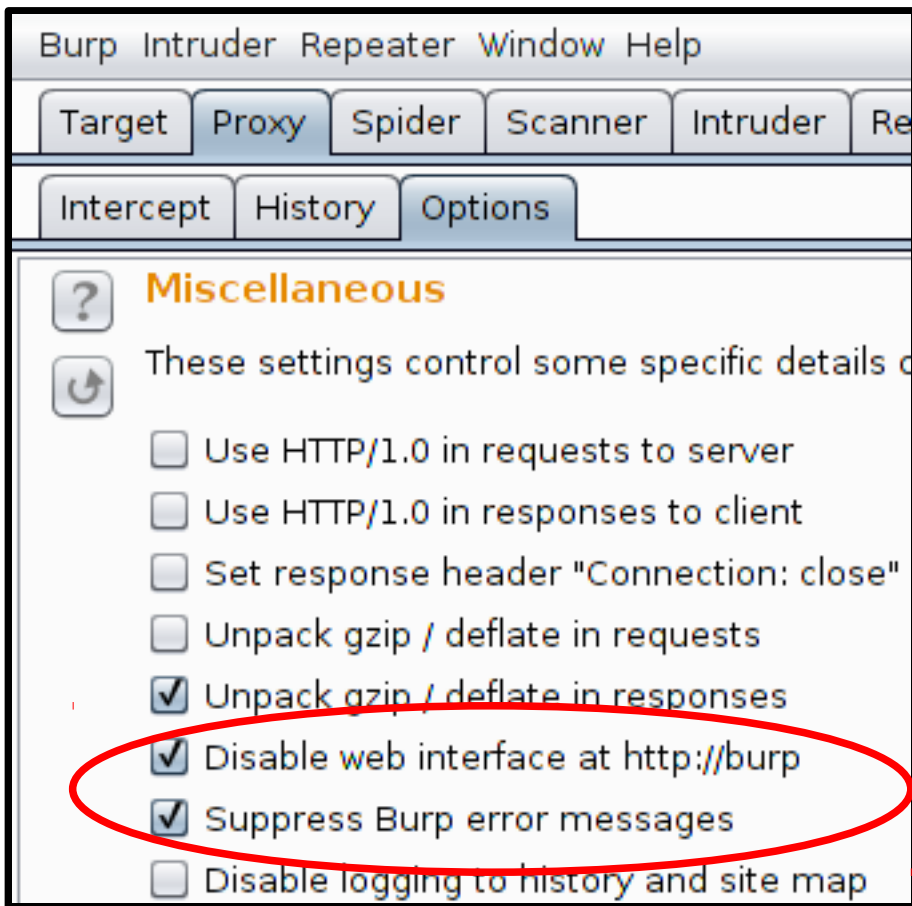 Burp Intruder Repeater Window Help
Target Proxy Spider Scanner Intruder Re
Intercept History Options
? Miscellaneous
These settings control some specific details
Use HTTP/1.0 in requests to server
Use HTTP/1.0 in responses to client
Set response header "Connection: close"
Unpack gzip / deflate in requests
Unpack gzip / deflate in responses
Disable web interface at http://burp
Suppress Burp error messages
Disable logging to history and site map